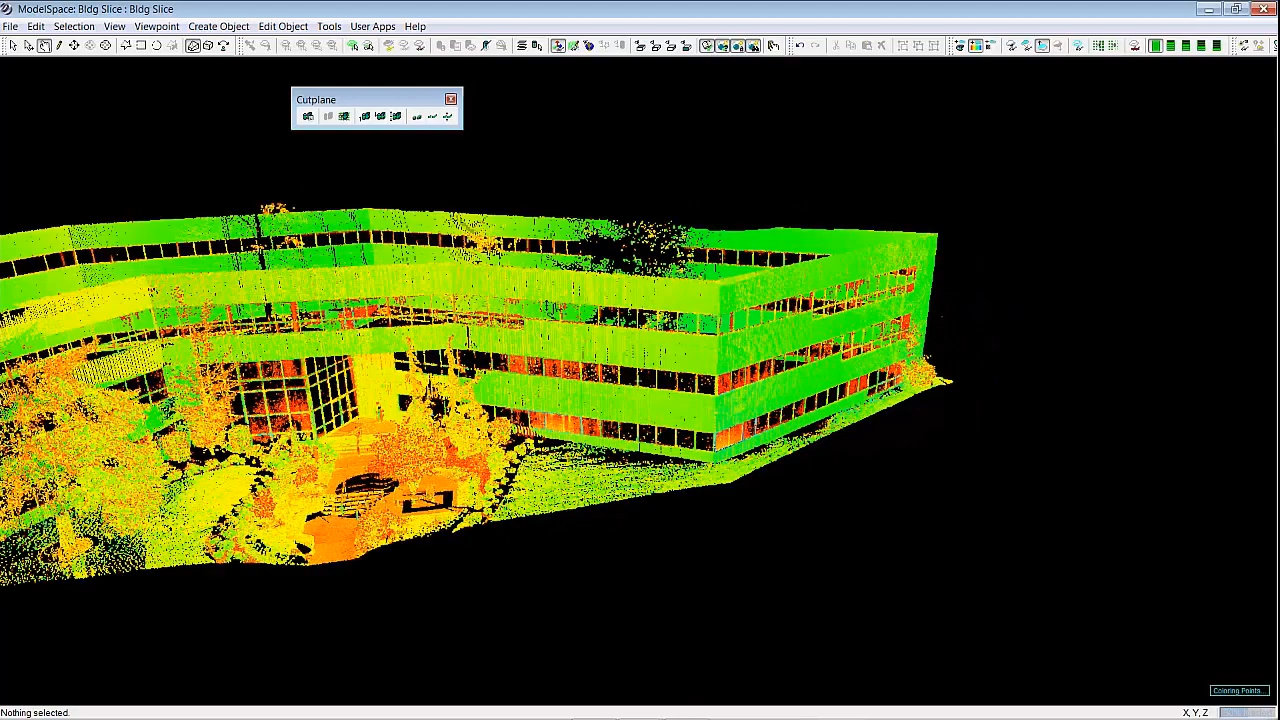 ModelSpace: Bldg Slice : Bldg Slice
File Edit Selection View Viewpoint Create Object Edit Object Tools User Apps Help
Cutplane
Coloring Points...
Nothing selected.
X, Y, Z